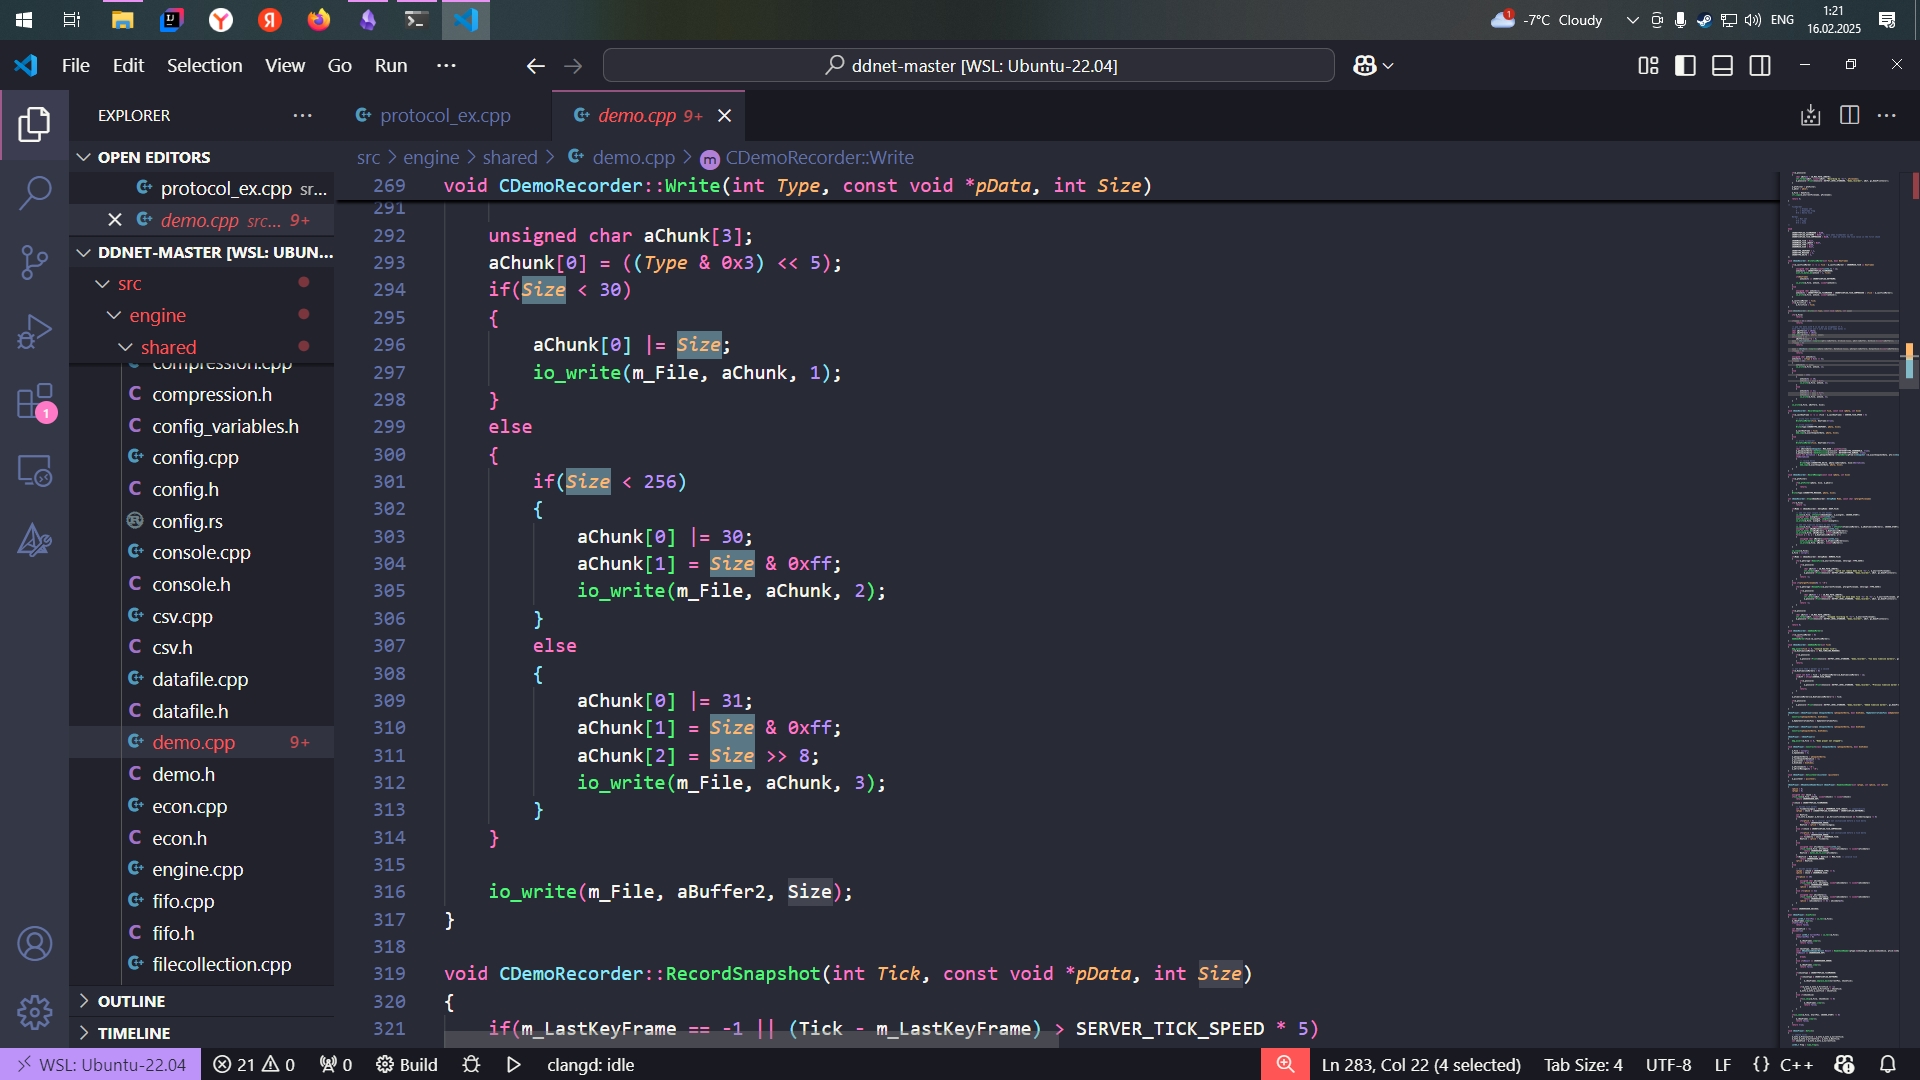 -7°C Cloudy
ENG
1:21
16.02.2025
File Edit Selection View Go Run ···
ddnet-master [WSL: Ubuntu-22.04]
EXPLORER
protocol_ex.cpp
demo.cpp 9+
OPEN EDITORS
protocol_ex.cpp sr...
demo.cpp src... 9+
DDNET-MASTER [WSL: UBUN...
src
engine
shared
compression.cpp
compression.h
config_variables.h
config.cpp
config.h
config.rs
console.cpp
console.h
csv.cpp
csv.h
datafile.cpp
datafile.h
demo.cpp 9+
demo.h
econ.cpp
econ.h
engine.cpp
fifo.cpp
fifo.h
filecollection.cpp
OUTLINE
TIMELINE
1
src > engine > shared > demo.cpp > CDemoRecorder::Write
269 void CDemoRecorder::Write(int Type, const void *pData, int Size)
291
292 unsigned char aChunk[3];
293 aChunk[0] = ((Type & 0x3) << 5);
294 if(Size < 30)
295 {
296 aChunk[0] |= Size;
297 io_write(m_File, aChunk, 1);
298 }
299 else
300 {
301 if(Size < 256)
302 {
303 aChunk[0] |= 30;
304 aChunk[1] = Size & 0xff;
305 io_write(m_File, aChunk, 2);
306 }
307 else
308 {
309 aChunk[0] |= 31;
310 aChunk[1] = Size & 0xff;
311 aChunk[2] = Size >> 8;
312 io_write(m_File, aChunk, 3);
313 }
314 }
315
316 io_write(m_File, aBuffer2, Size);
317 }
318
319 void CDemoRecorder::RecordSnapshot(int Tick, const void *pData, int Size)
320 {
321 if(m_LastKeyFrame == -1 || (Tick - m_LastKeyFrame) > SERVER_TICK_SPEED * 5)
WSL: Ubuntu-22.04 21 0 0 Build clangd: idle
Ln 283, Col 22 (4 selected) Tab Size: 4 UTF-8 LF {} C++